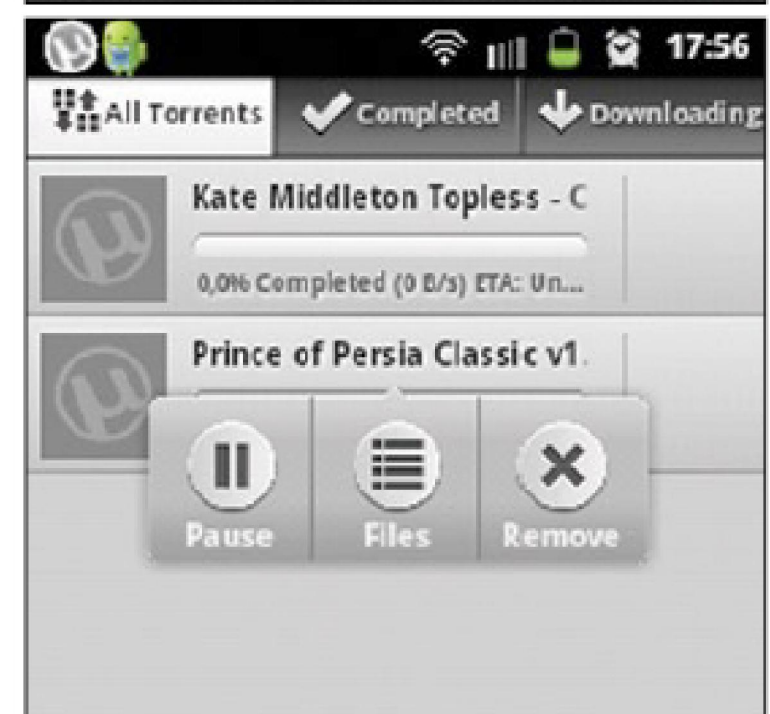 17:56
All Torrents Completed Downloading
Kate Middleton Topless - C
0,0% Completed (0 B/s) ETA: Un...
Prince of Persia Classic v1.
Pause Files Remove